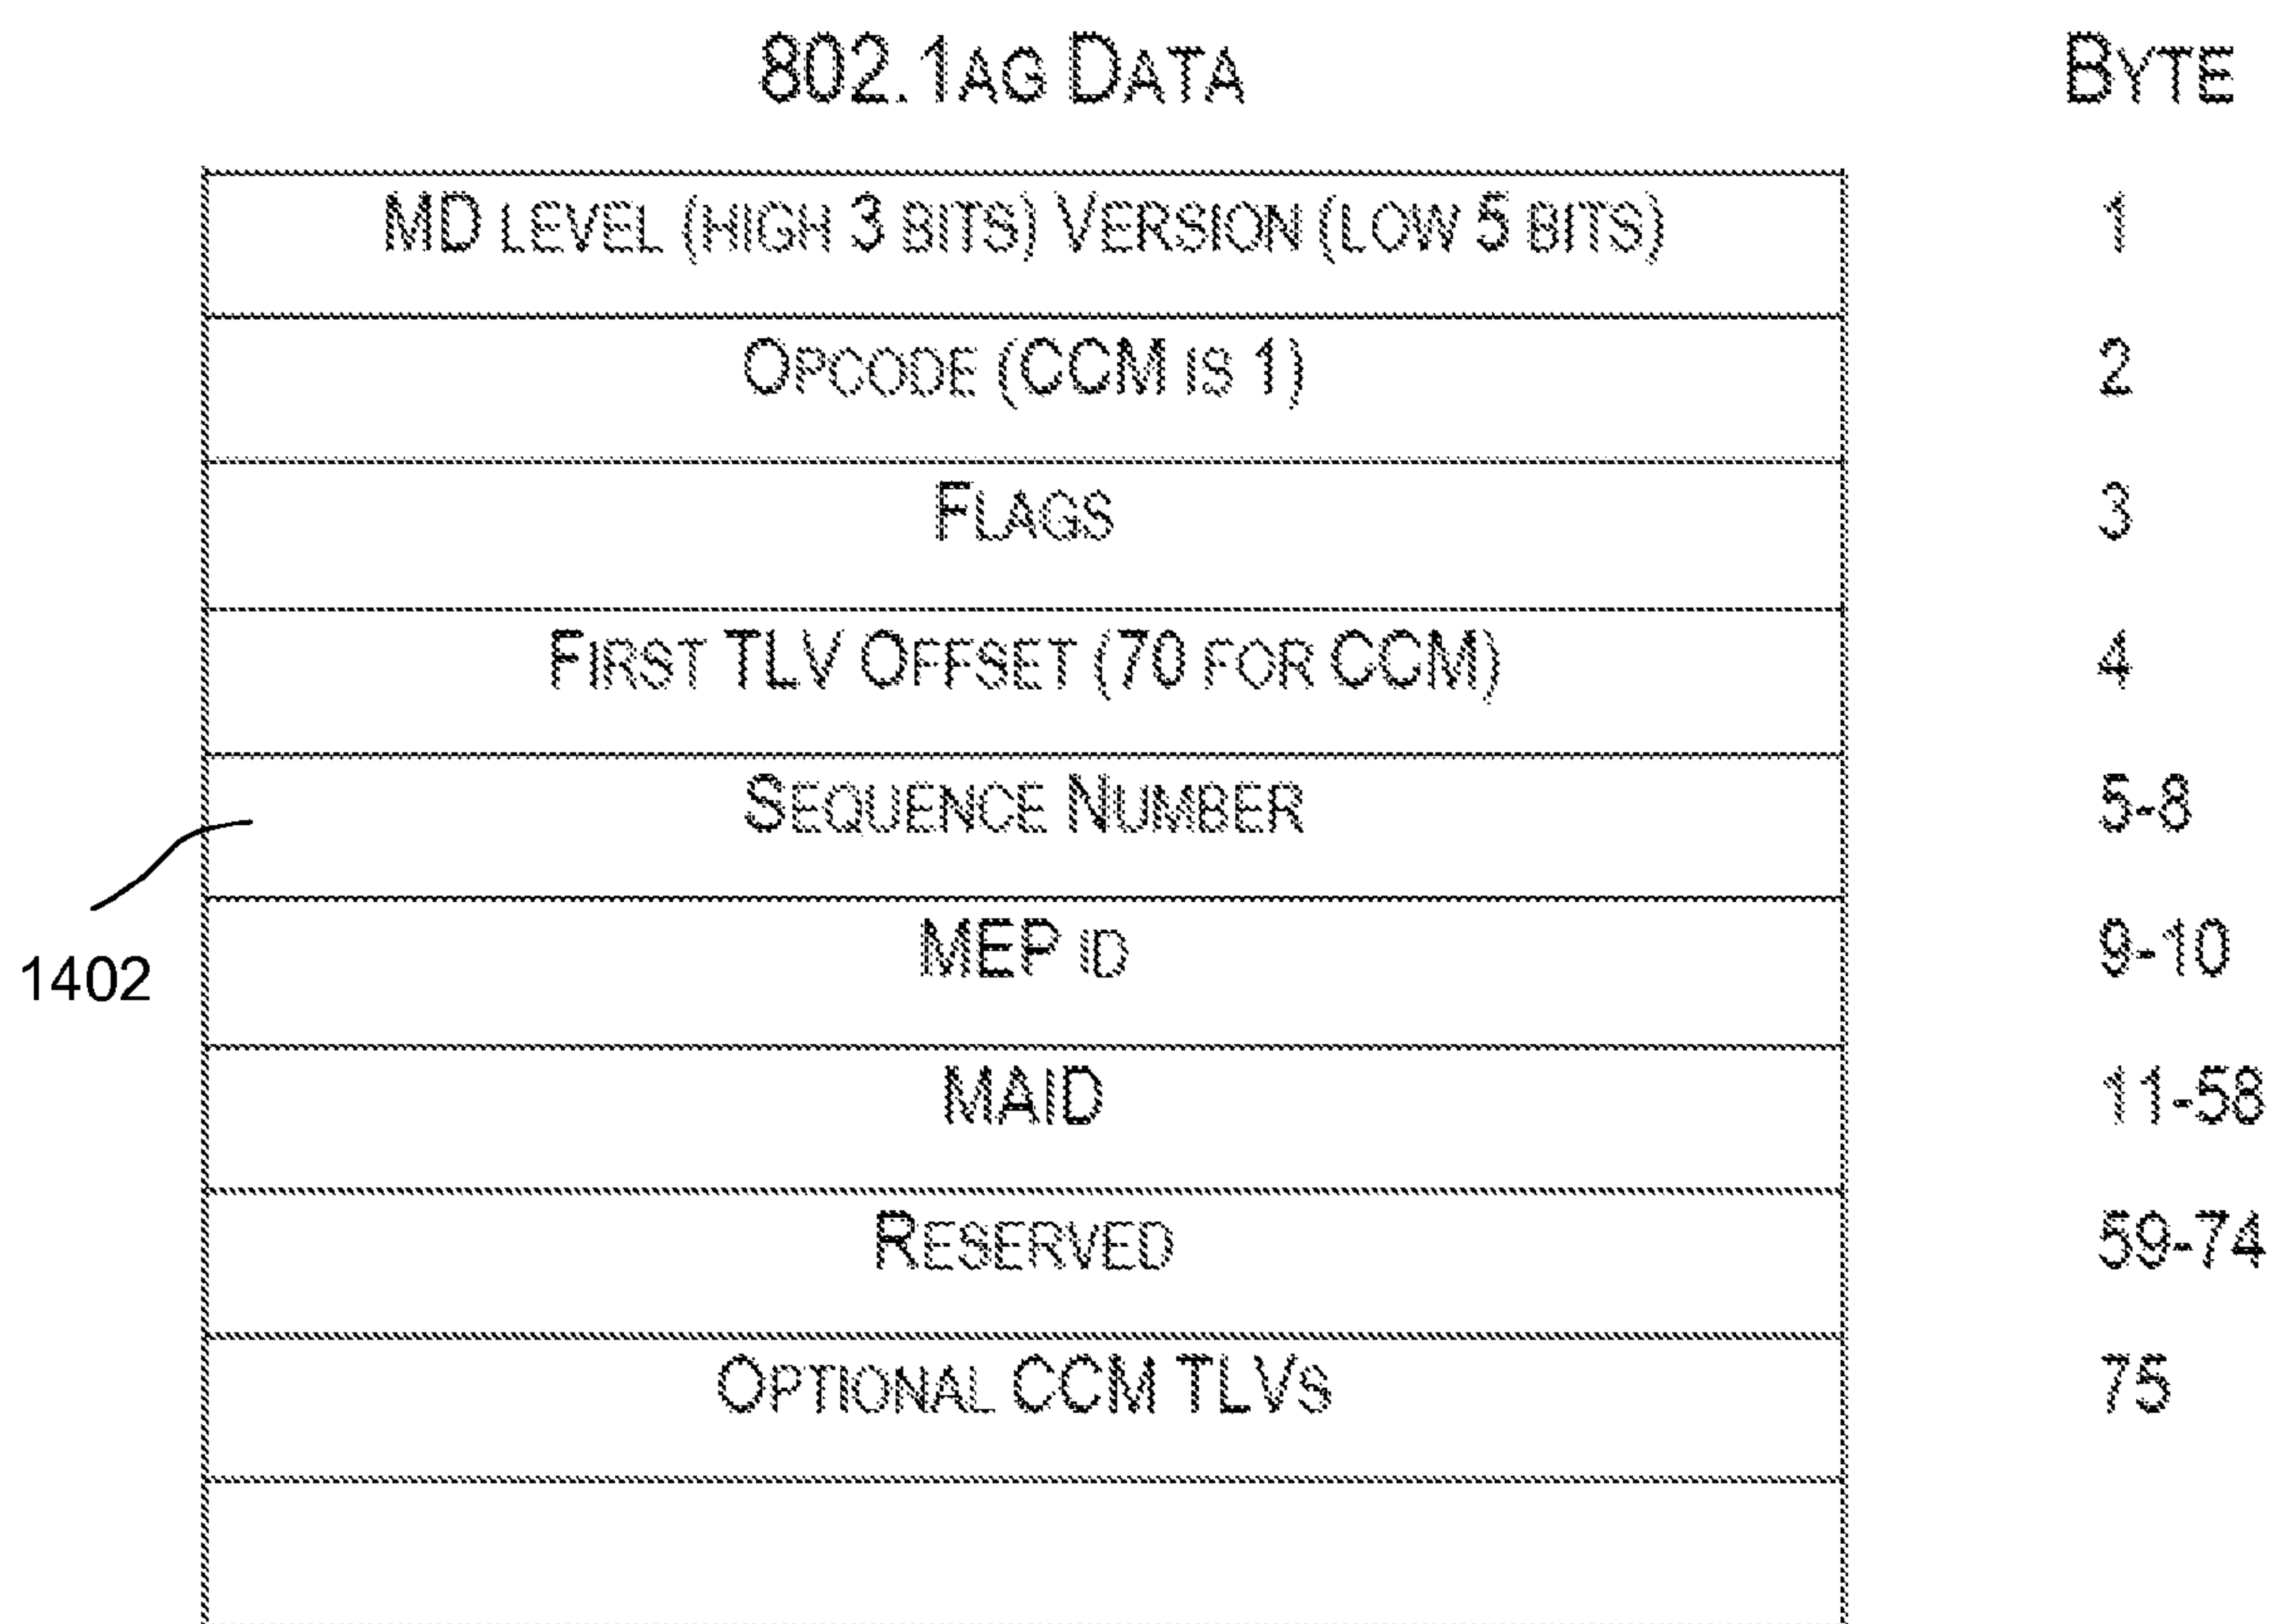 802.1AG DATA BYTE
MD LEVEL (HIGH 3 BITS) VERSION (LOW 5 BITS) 1
OPCODE (CCM IS 1) 2
FLAGS 3
FIRST TLV OFFSET (70 FOR CCM) 4
SEQUENCE NUMBER 5-8
MEP ID 9-10
1402
MAID 11-58
RESERVED 59-74
OPTIONAL CCM TLVS 75